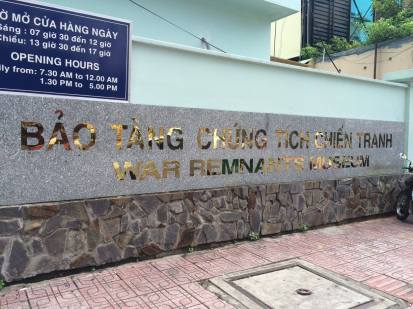 Ờ MỞ CỬA HÀNG NGÀY
Sáng: 07 giờ 30 đến 12 giờ
Chiều: 13 giờ 30 đến 17 giờ
OPENING HOURS
ly from: 7.30 AM to 12.00 AM
1.30 PM to 5.00 PM
BẢO TÀNG CHỨNG TÍCH CHIẾN TRANH
WAR REMNANTS MUSEUM